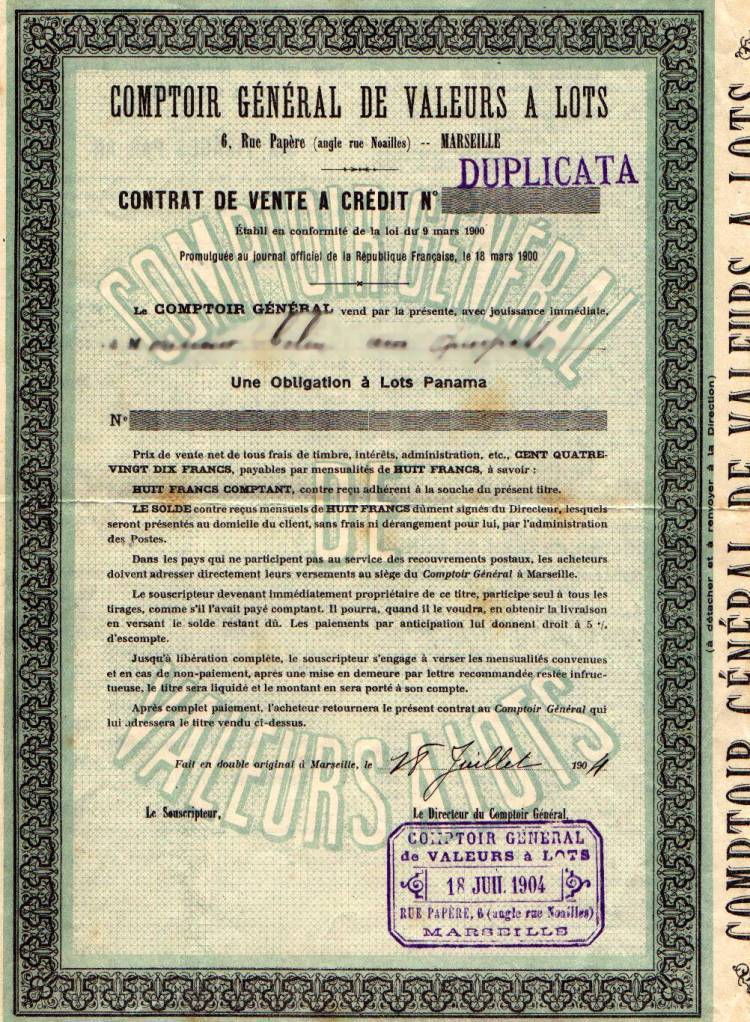 COMPTOIR GÉNÉRAL DE VALEURS A LOTS
6, Rue Papère (angle rue Noailles) -- MARSEILLE
DUPLICATA
CONTRAT DE VENTE A CRÉDIT N°
Établi en conformité de la loi du 9 mars 1900
Promulguée au journal officiel de la République Française, le 18 mars 1900
Le COMPTOIR GÉNÉRAL vend par la présente, avec jouissance immédiate,
Une Obligation à Lots Panama
N°
Prix de vente net de tous frais de timbre, intérêts, administration, etc., CENT QUATRE-
VINGT DIX FRANCS, payables par mensualités de HUIT FRANCS, à savoir :
HUIT FRANCS COMPTANT, contre reçu adhérent à la souche du présent titre.
LE SOLDE contre reçus mensuels de HUIT FRANCS dûment signés du Directeur, lesquels
seront présentés au domicile du client, sans frais ni dérangement pour lui, par l'administration
des Postes.
Dans les pays qui ne participent pas au service des recouvrements postaux, les acheteurs
doivent adresser directement leurs versements au siège du Comptoir Général à Marseille.
Le souscripteur devenant immédiatement propriétaire de ce titre, participe seul à tous les
tirages, comme s'il l'avait payé comptant. Il pourra, quand il le voudra, en obtenir la livraison
en versant le solde restant dû. Les paiements par anticipation lui donnent droit à 5 %
d'escompte.
Jusqu'à libération complète, le souscripteur s'engage à verser les mensualités convenues
et en cas de non-paiement, après une mise en demeure par lettre recommandée restée infruc-
tueuse, le titre sera liquidé et le montant en sera porté à son compte.
Après complet paiement, l'acheteur retournera le présent contrat au Comptoir Général qui
lui adressera le titre vendu ci-dessus.
Fait en double original à Marseille, le 18 Juillet 1904
Le Souscripteur,
Le Directeur du Comptoir Général,
COMPTOIR GENERAL
de VALEURS à LOTS
18 JUIL 1904
RUE PAPÈRE, 6 (angle rue Noailles)
MARSEILLE
COMPTOIR GÉNÉRAL
DE
VALEURS A LOTS
(à détacher et à renvoyer à la Direction)
COMPTOIR GÉNÉRAL DE VALEURS A LOTS